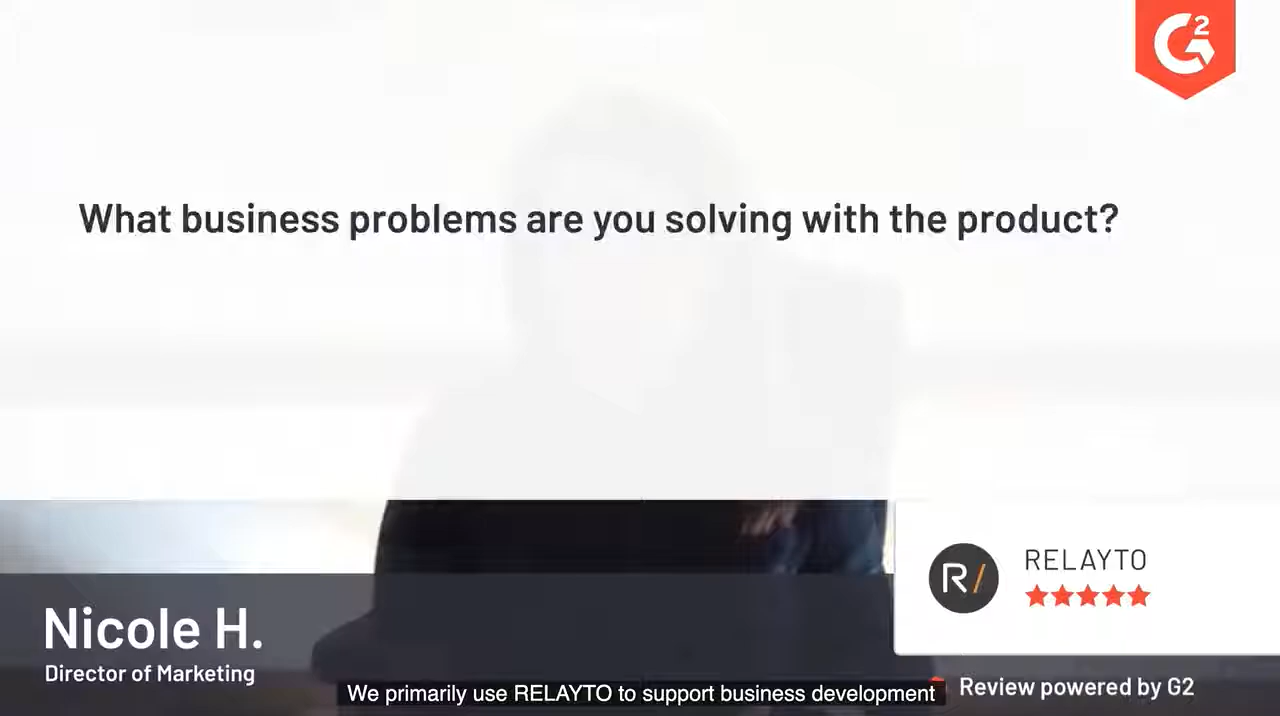 G2
What business problems are you solving with the product?
R/
RELAYTO
Nicole H.
Director of Marketing
We primarily use RELAYTO to support business development
Review powered by G2